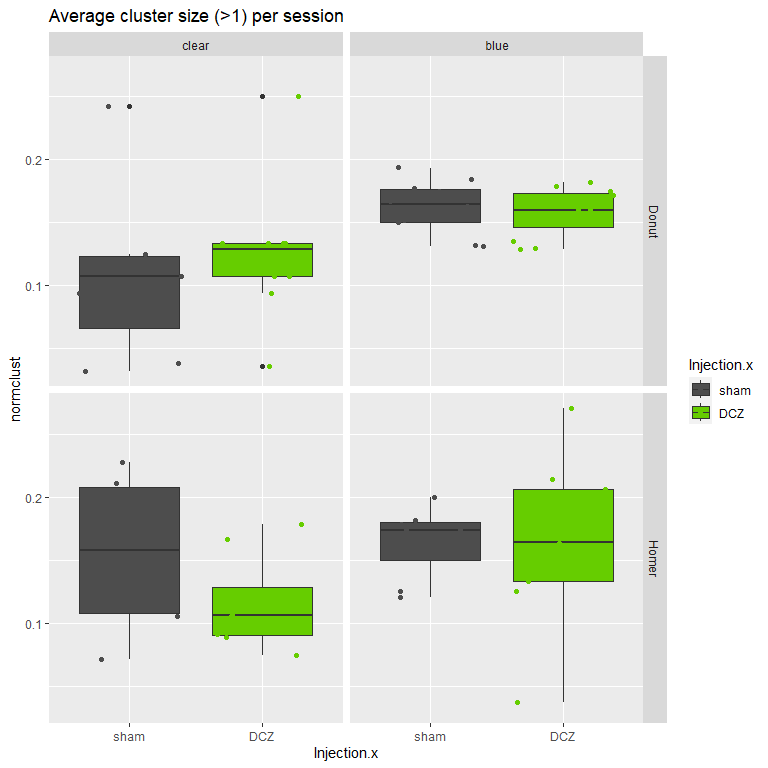 Average cluster size (>1) per session
clear
blue
0.2
0.1
Donut
0.2
0.1
Homer
normclust
sham
DCZ
sham
DCZ
Injection.x
Injection.x
sham
DCZ